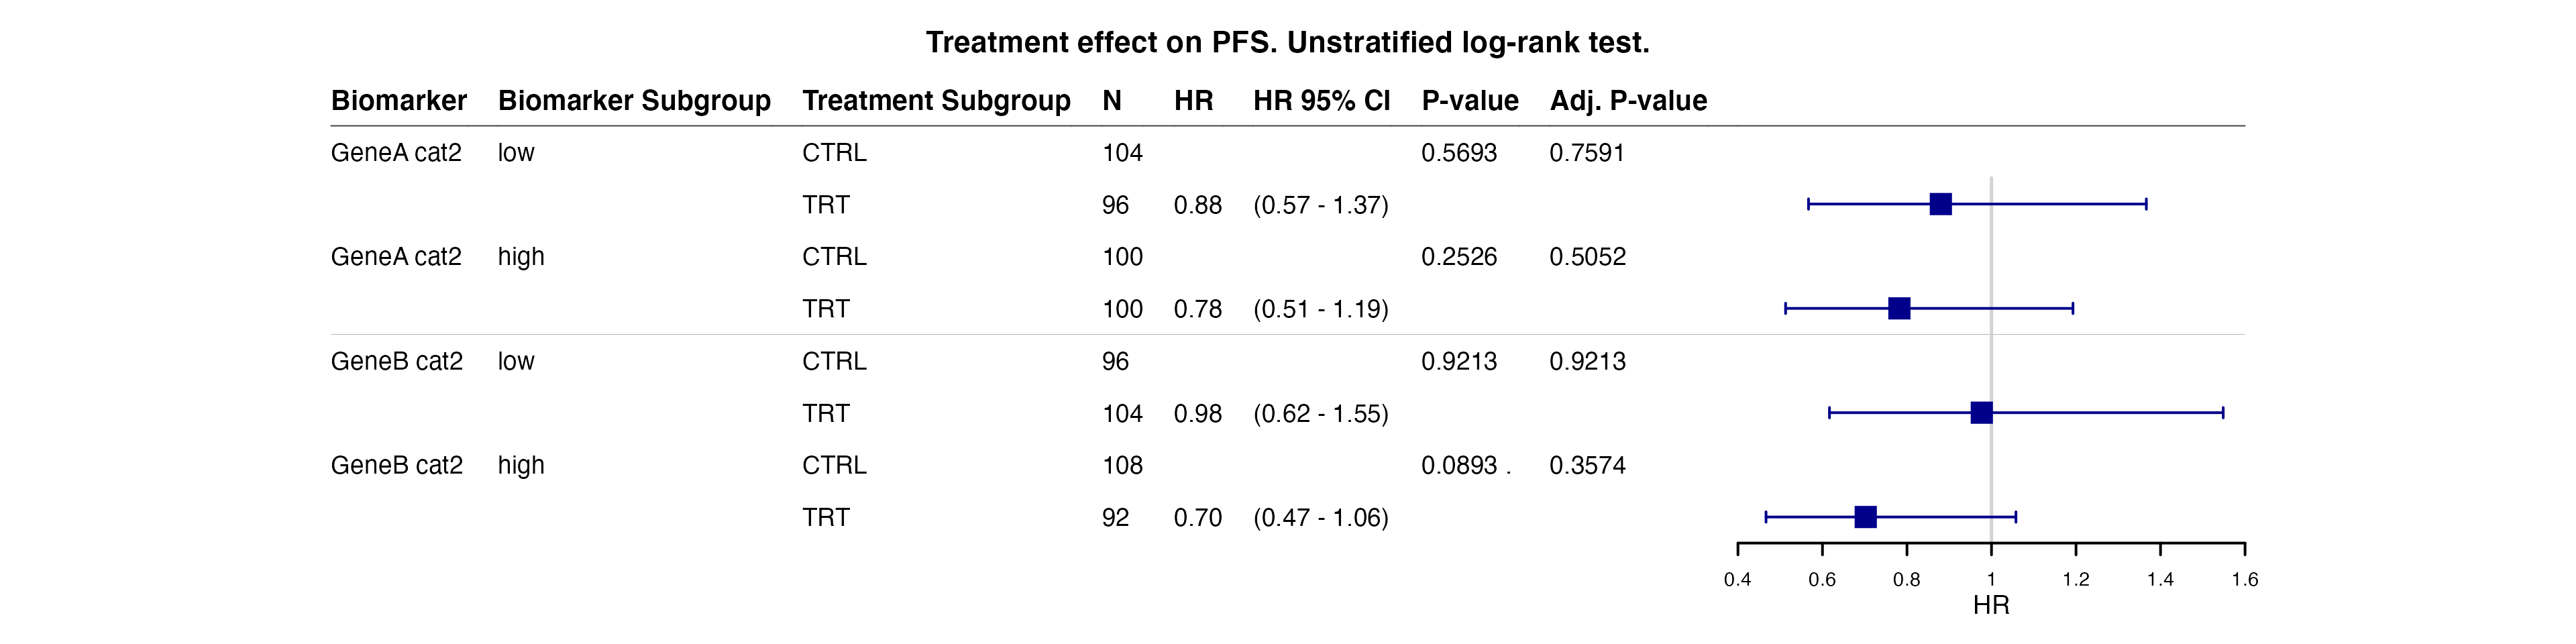 Treatment effect on PFS. Unstratified log-rank test.
Biomarker Biomarker Subgroup Treatment Subgroup N HR HR 95% CI P-value Adj. P-value
GeneA cat2 low CTRL 104 0.5693 0.7591
TRT 96 0.88 (0.57 - 1.37)
GeneA cat2 high CTRL 100 0.2526 0.5052
TRT 100 0.78 (0.51 - 1.19)
GeneB cat2 low CTRL 96 0.9213 0.9213
TRT 104 0.98 (0.62 - 1.55)
GeneB cat2 high CTRL 108 0.0893 . 0.3574
TRT 92 0.70 (0.47 - 1.06)
0.4 0.6 0.8 1 1.2 1.4 1.6
HR